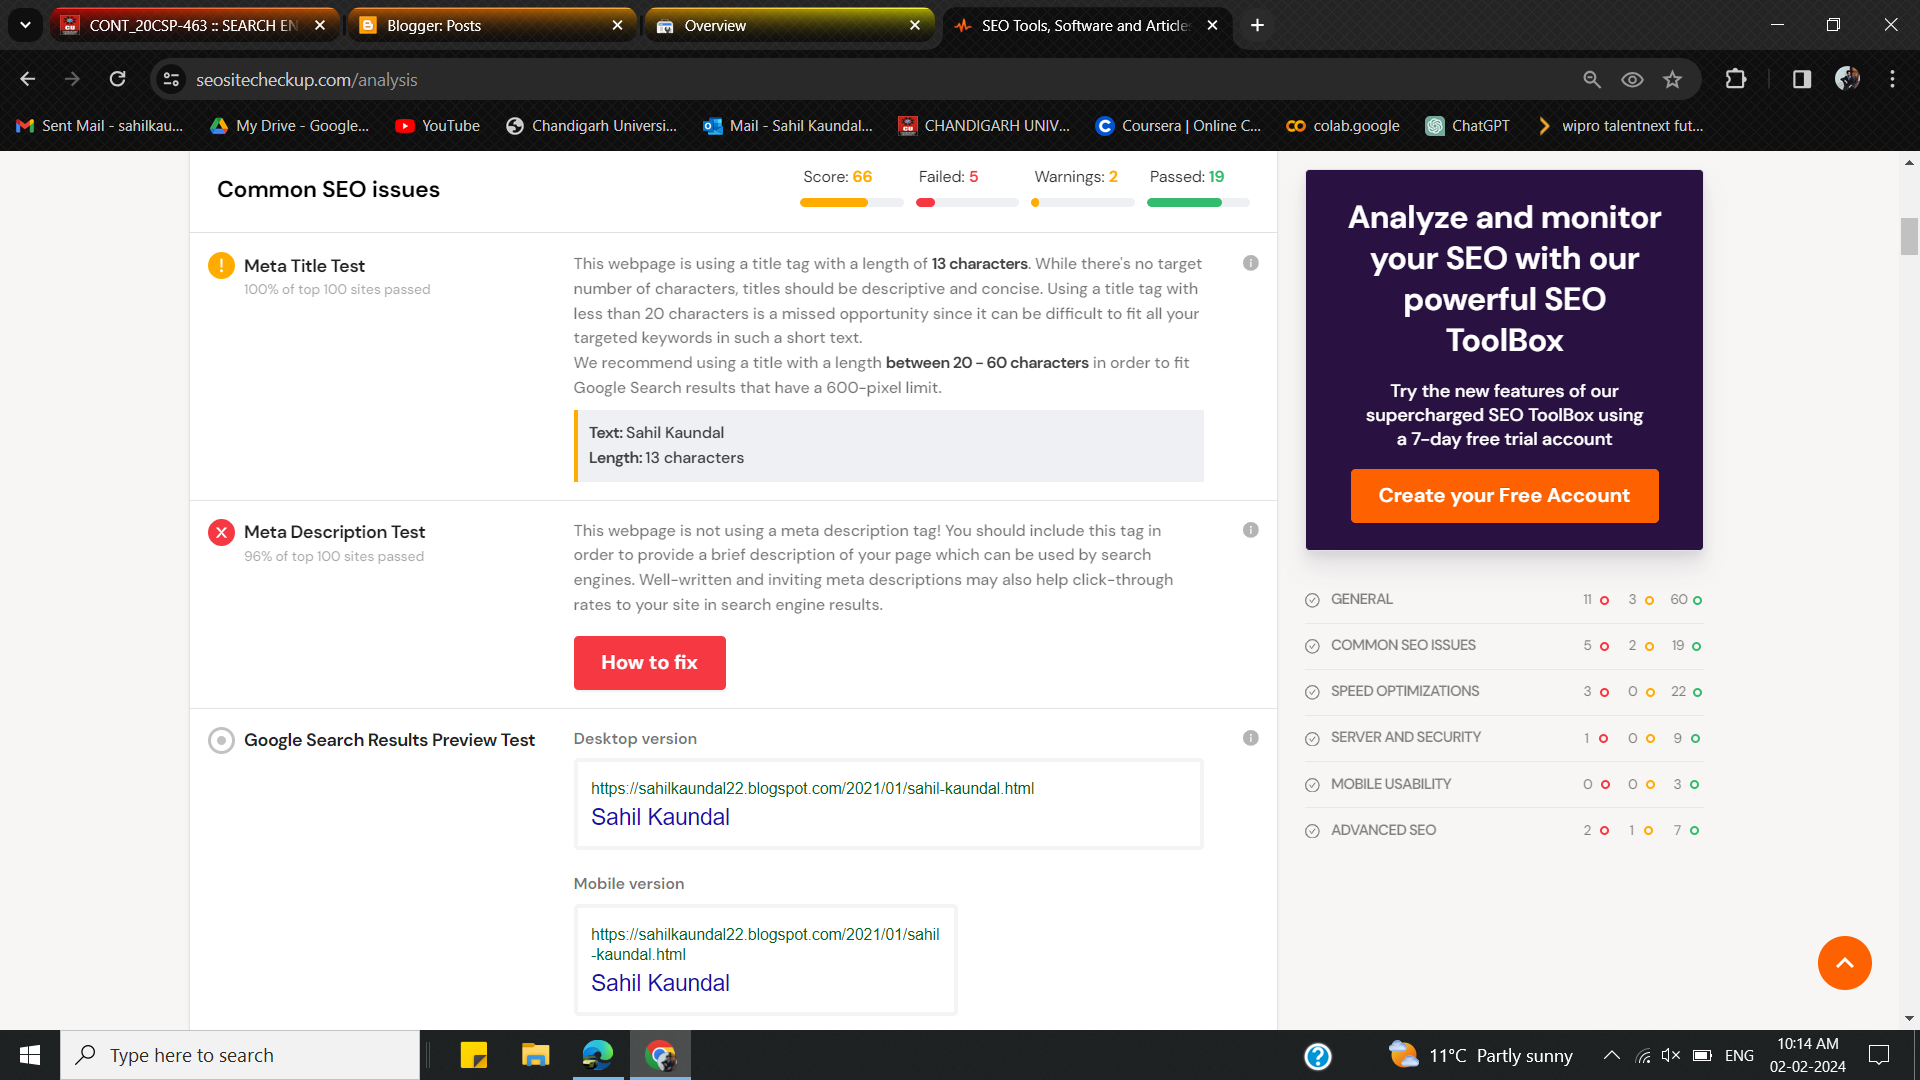 CONT_20CSP-463 :: SEARCH EN
Blogger: Posts
Overview
SEO Tools, Software and Article
seositecheckup.com/analysis
Sent Mail - sahilkau...
My Drive - Google...
YouTube
Chandigarh Universi...
Mail - Sahil Kaundal...
CHANDIGARH UNIV...
Coursera | Online C...
colab.google
ChatGPT
wipro talentnext fut...
Common SEO issues
Score: 66
Failed: 5
Warnings: 2
Passed: 19
Meta Title Test
100% of top 100 sites passed
This webpage is using a title tag with a length of 13 characters. While there's no target
number of characters, titles should be descriptive and concise. Using a title tag with
less than 20 characters is a missed opportunity since it can be difficult to fit all your
targeted keywords in such a short text.
We recommend using a title with a length between 20 - 60 characters in order to fit
Google Search results that have a 600-pixel limit.
Text: Sahil Kaundal
Length: 13 characters
Meta Description Test
96% of top 100 sites passed
This webpage is not using a meta description tag! You should include this tag in
order to provide a brief description of your page which can be used by search
engines. Well-written and inviting meta descriptions may also help click-through
rates to your site in search engine results.
How to fix
Google Search Results Preview Test
Desktop version
https://sahilkaundal22.blogspot.com/2021/01/sahil-kaundal.html
Sahil Kaundal
Mobile version
https://sahilkaundal22.blogspot.com/2021/01/sahil
-kaundal.html
Sahil Kaundal
Analyze and monitor
your SEO with our
powerful SEO
ToolBox
Try the new features of our
supercharged SEO ToolBox using
a 7-day free trial account
Create your Free Account
GENERAL 11 3 60
COMMON SEO ISSUES 5 2 19
SPEED OPTIMIZATIONS 3 0 22
SERVER AND SECURITY 1 0 9
MOBILE USABILITY 0 0 3
ADVANCED SEO 2 1 7
Type here to search
11°C Partly sunny
ENG
10:14 AM
02-02-2024